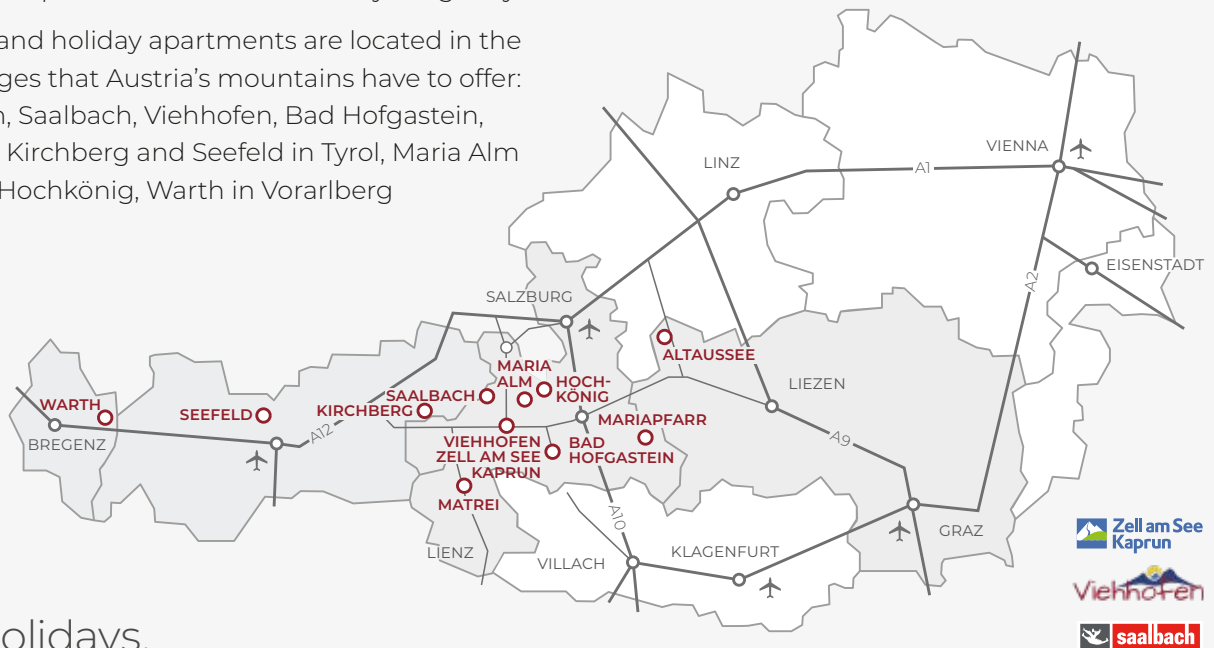 and holiday apartments are located in the
ges that Austria's mountains have to offer:
, Saalbach, Viehhofen, Bad Hofgastein,
Kirchberg and Seefeld in Tyrol, Maria Alm
Hochkönig, Warth in Vorarlberg
LINZ
VIENNA
A1
EISENSTADT
A2
SALZBURG
ALTAUSSEE
MARIA
ALM
HOCH-
KÖNIG
LIEZEN
SAALBACH
WARTH
SEEFELD
KIRCHBERG
MARIAPFARR
BREGENZ
A12
A9
VIEHHOFEN
ZELL AM SEE
KAPRUN
BAD
HOFGASTEIN
MATREI
A10
GRAZ
LIENZ
VILLACH
KLAGENFURT
Zell am See
Kaprun
Viehhofen
saalbach
olidays.